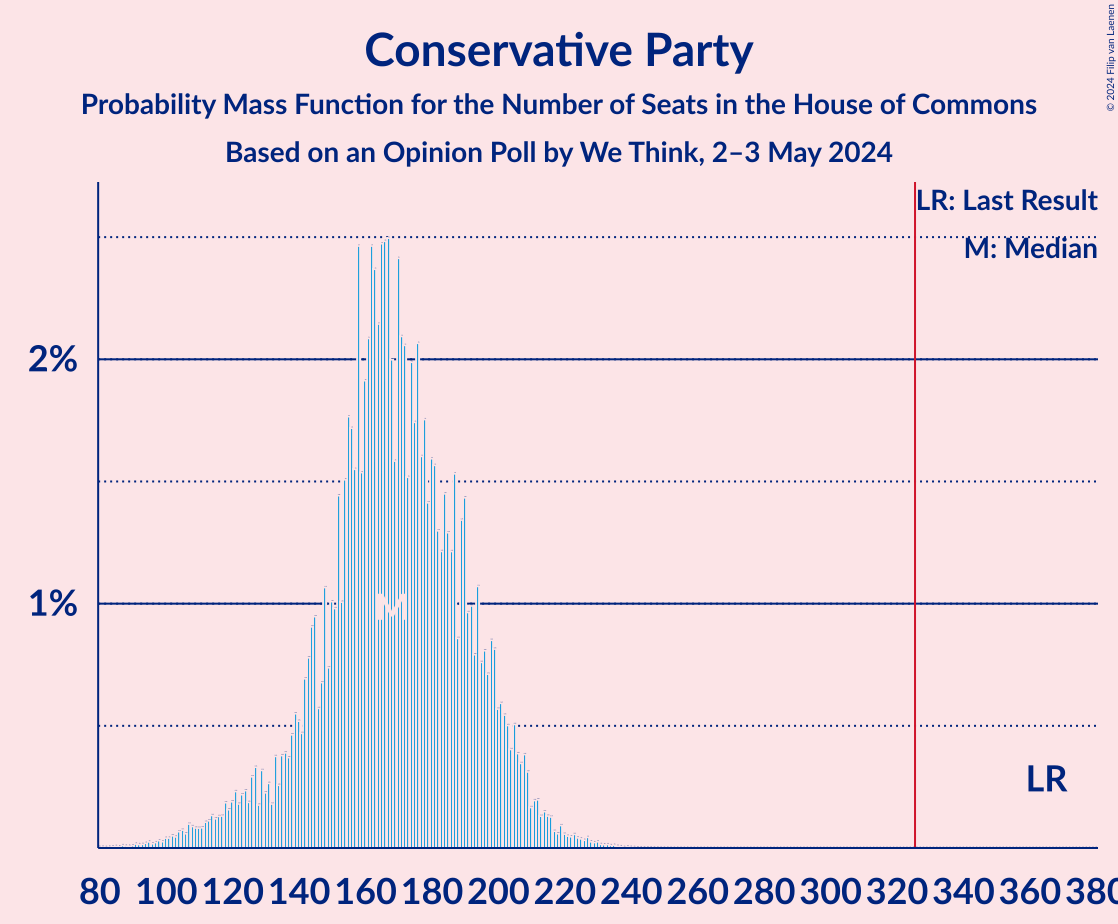 Conservative Party
Probability Mass Function for the Number of Seats in the House of Commons
Based on an Opinion Poll by We Think, 2–3 May 2024
© 2024 Filip van Laenen
LR: Last Result
M: Median
2%
1%
M
LR
80 100 120 140 160 180 200 220 240 260 280 300 320 340 360 380